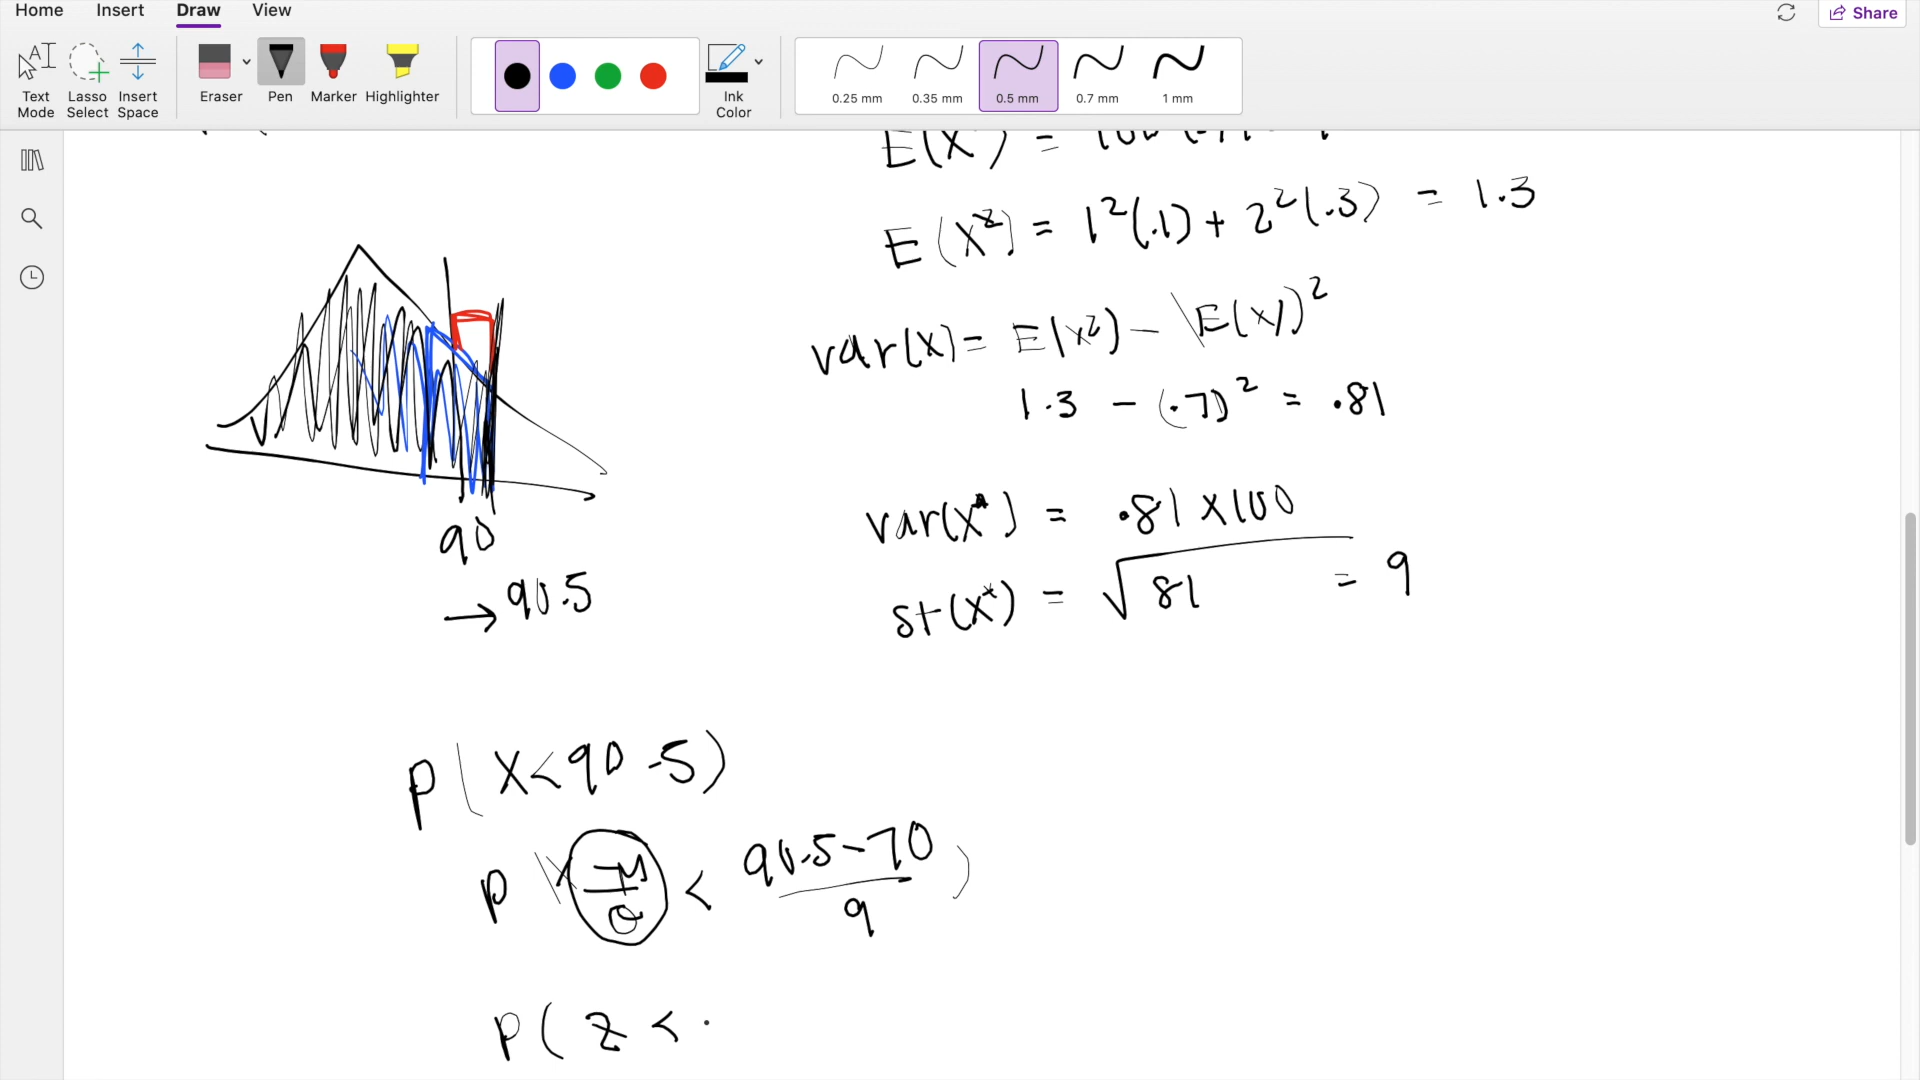 Home Insert Draw View
Share
Text Mode
Lasso Select
Insert Space
Eraser
Pen
Marker
Highlighter
Ink Color
0.25 mm
0.35 mm
0.5 mm
0.7 mm
1 mm
E(X) =
E(X²) = 1²(.1) + 2²(.3) = 1.3
var(X) = E(X²) - (E(X))²
1.3 - (.7)² = .81
var(X*) = .81 X 100
st(X*) = √81 = 9
90
→ 90.5
P(X < 90.5)
P X-μ/σ < 90.5-70/9)
P(Z < .